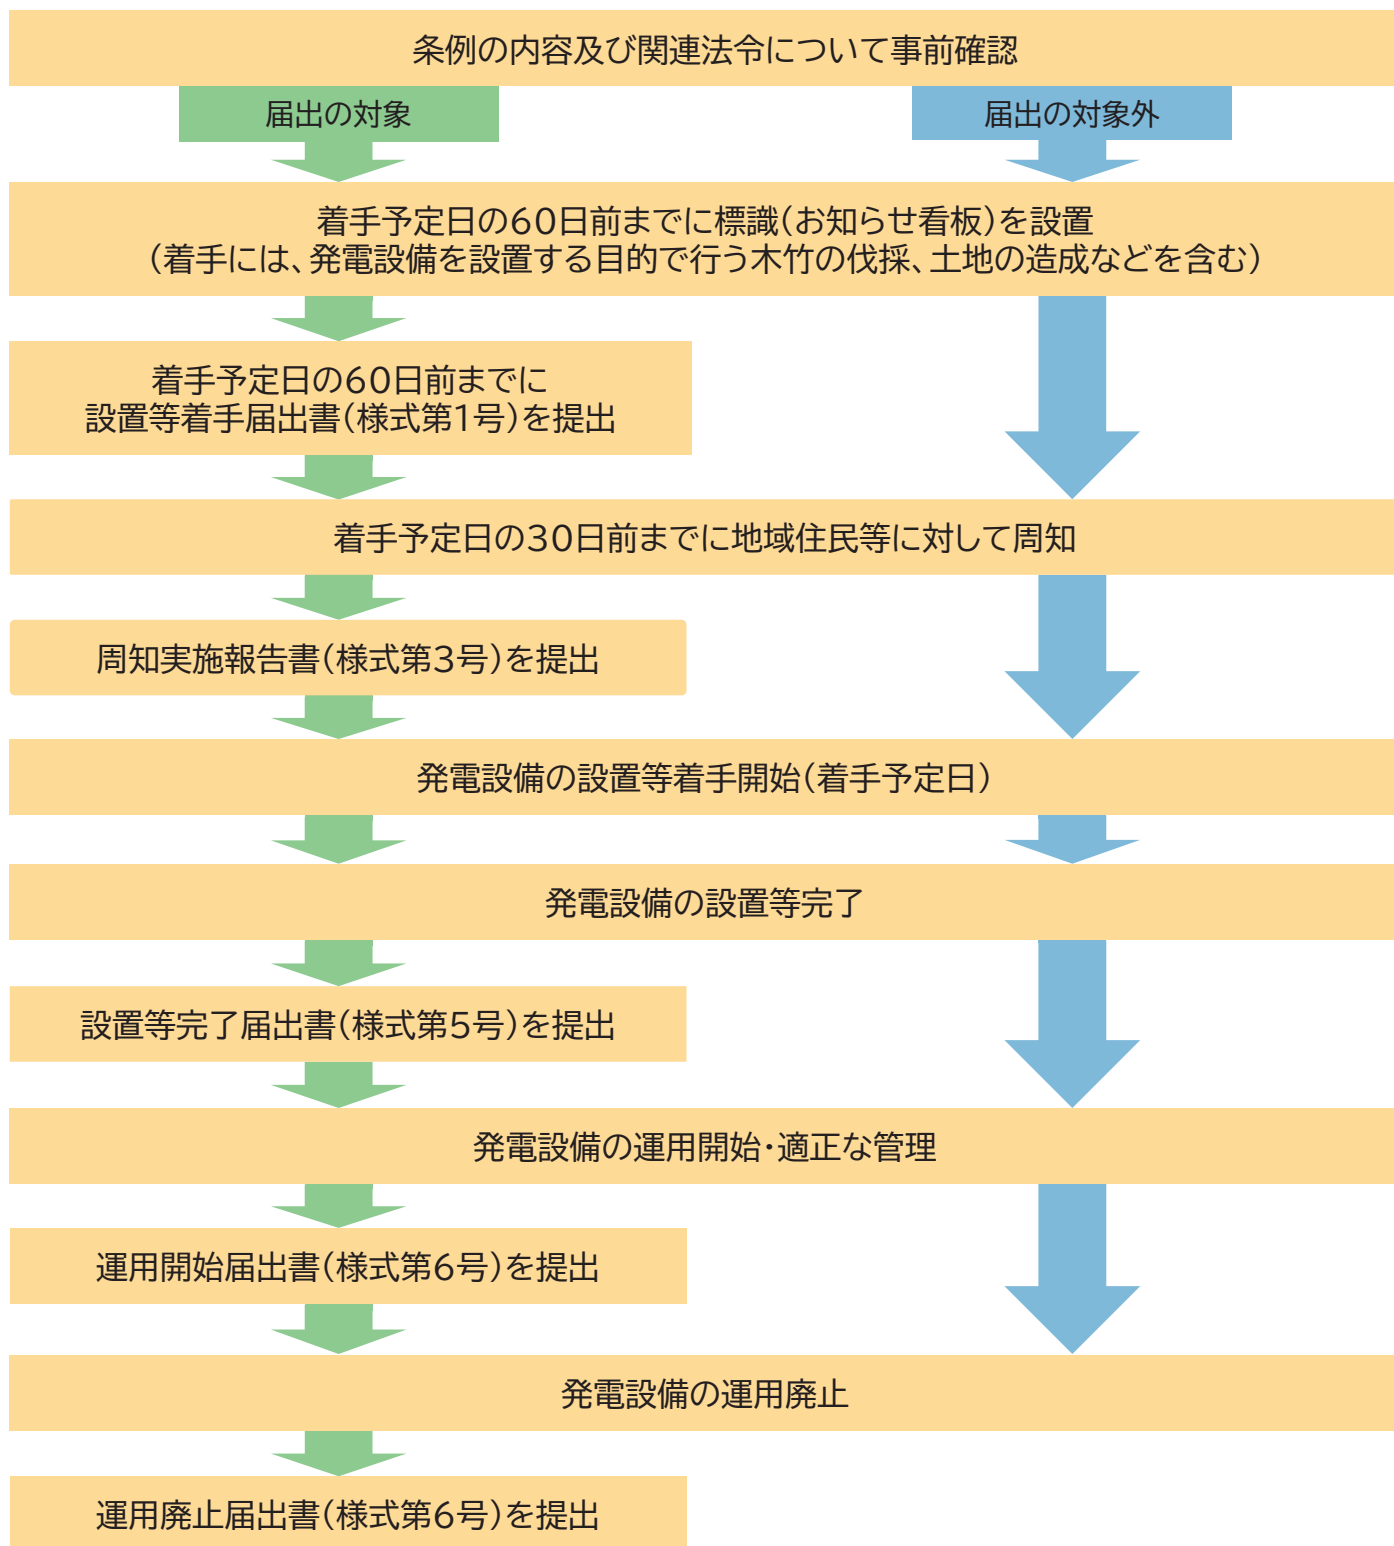 条例の内容及び関連法令について事前確認
届出の対象
届出の対象外
着手予定日の60日前までに標識(お知らせ看板)を設置
(着手には、発電設備を設置する目的で行う木竹の伐採、土地の造成などを含む)
着手予定日の60日前までに
設置等着手届出書(様式第1号)を提出
着手予定日の30日前までに地域住民等に対して周知
周知実施報告書(様式第3号)を提出
発電設備の設置等着手開始(着手予定日)
発電設備の設置等完了
設置等完了届出書(様式第5号)を提出
発電設備の運用開始・適正な管理
運用開始届出書(様式第6号)を提出
発電設備の運用廃止
運用廃止届出書(様式第6号)を提出